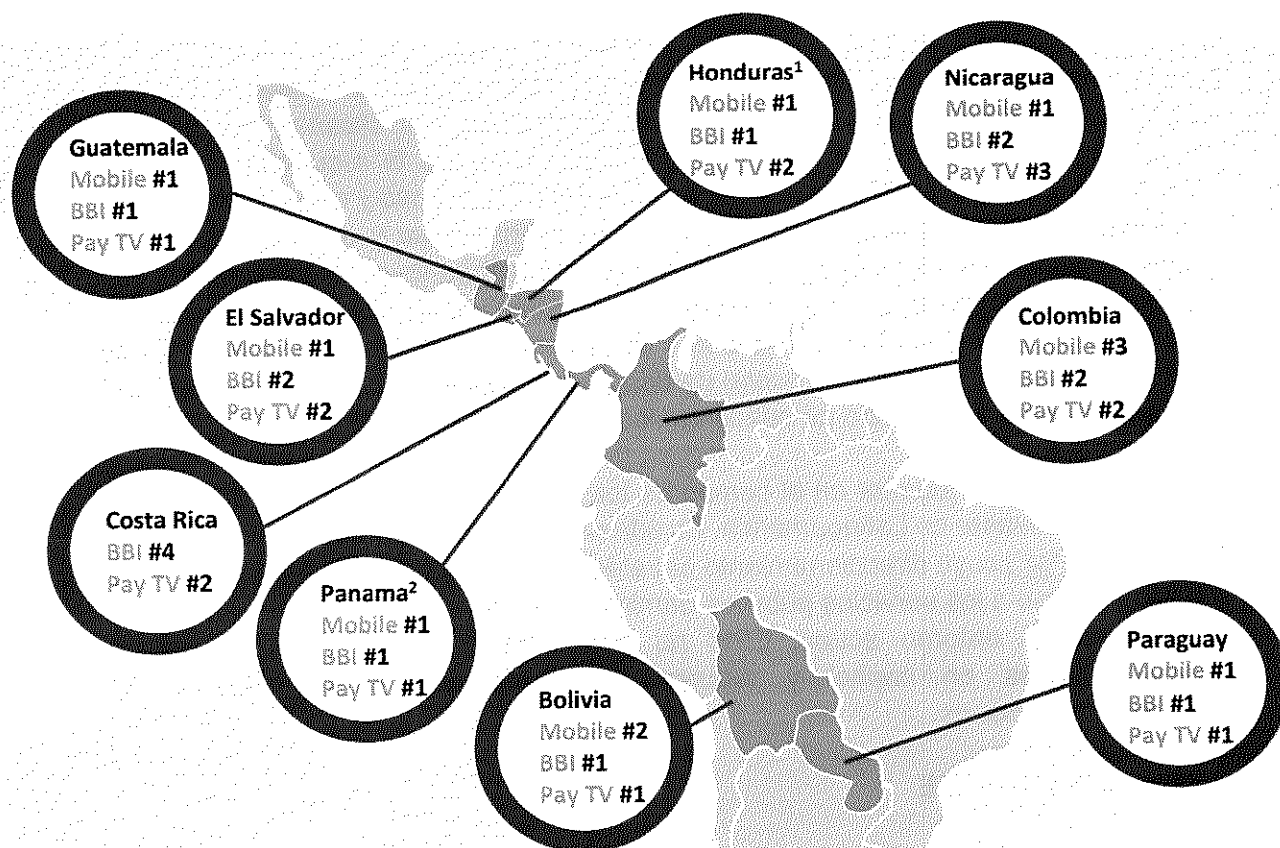 Honduras¹
Mobile #1
BBI #1
Pay TV #2
Nicaragua
Mobile #1
BBI #2
Pay TV #3
Guatemala
Mobile #1
BBI #1
Pay TV #1
El Salvador
Mobile #1
BBI #2
Pay TV #2
Colombia
Mobile #3
BBI #2
Pay TV #2
Costa Rica
BBI #4
Pay TV #2
Panama²
Mobile #1
BBI #1
Pay TV #1
Bolivia
Mobile #2
BBI #1
Pay TV #1
Paraguay
Mobile #1
BBI #1
Pay TV #1